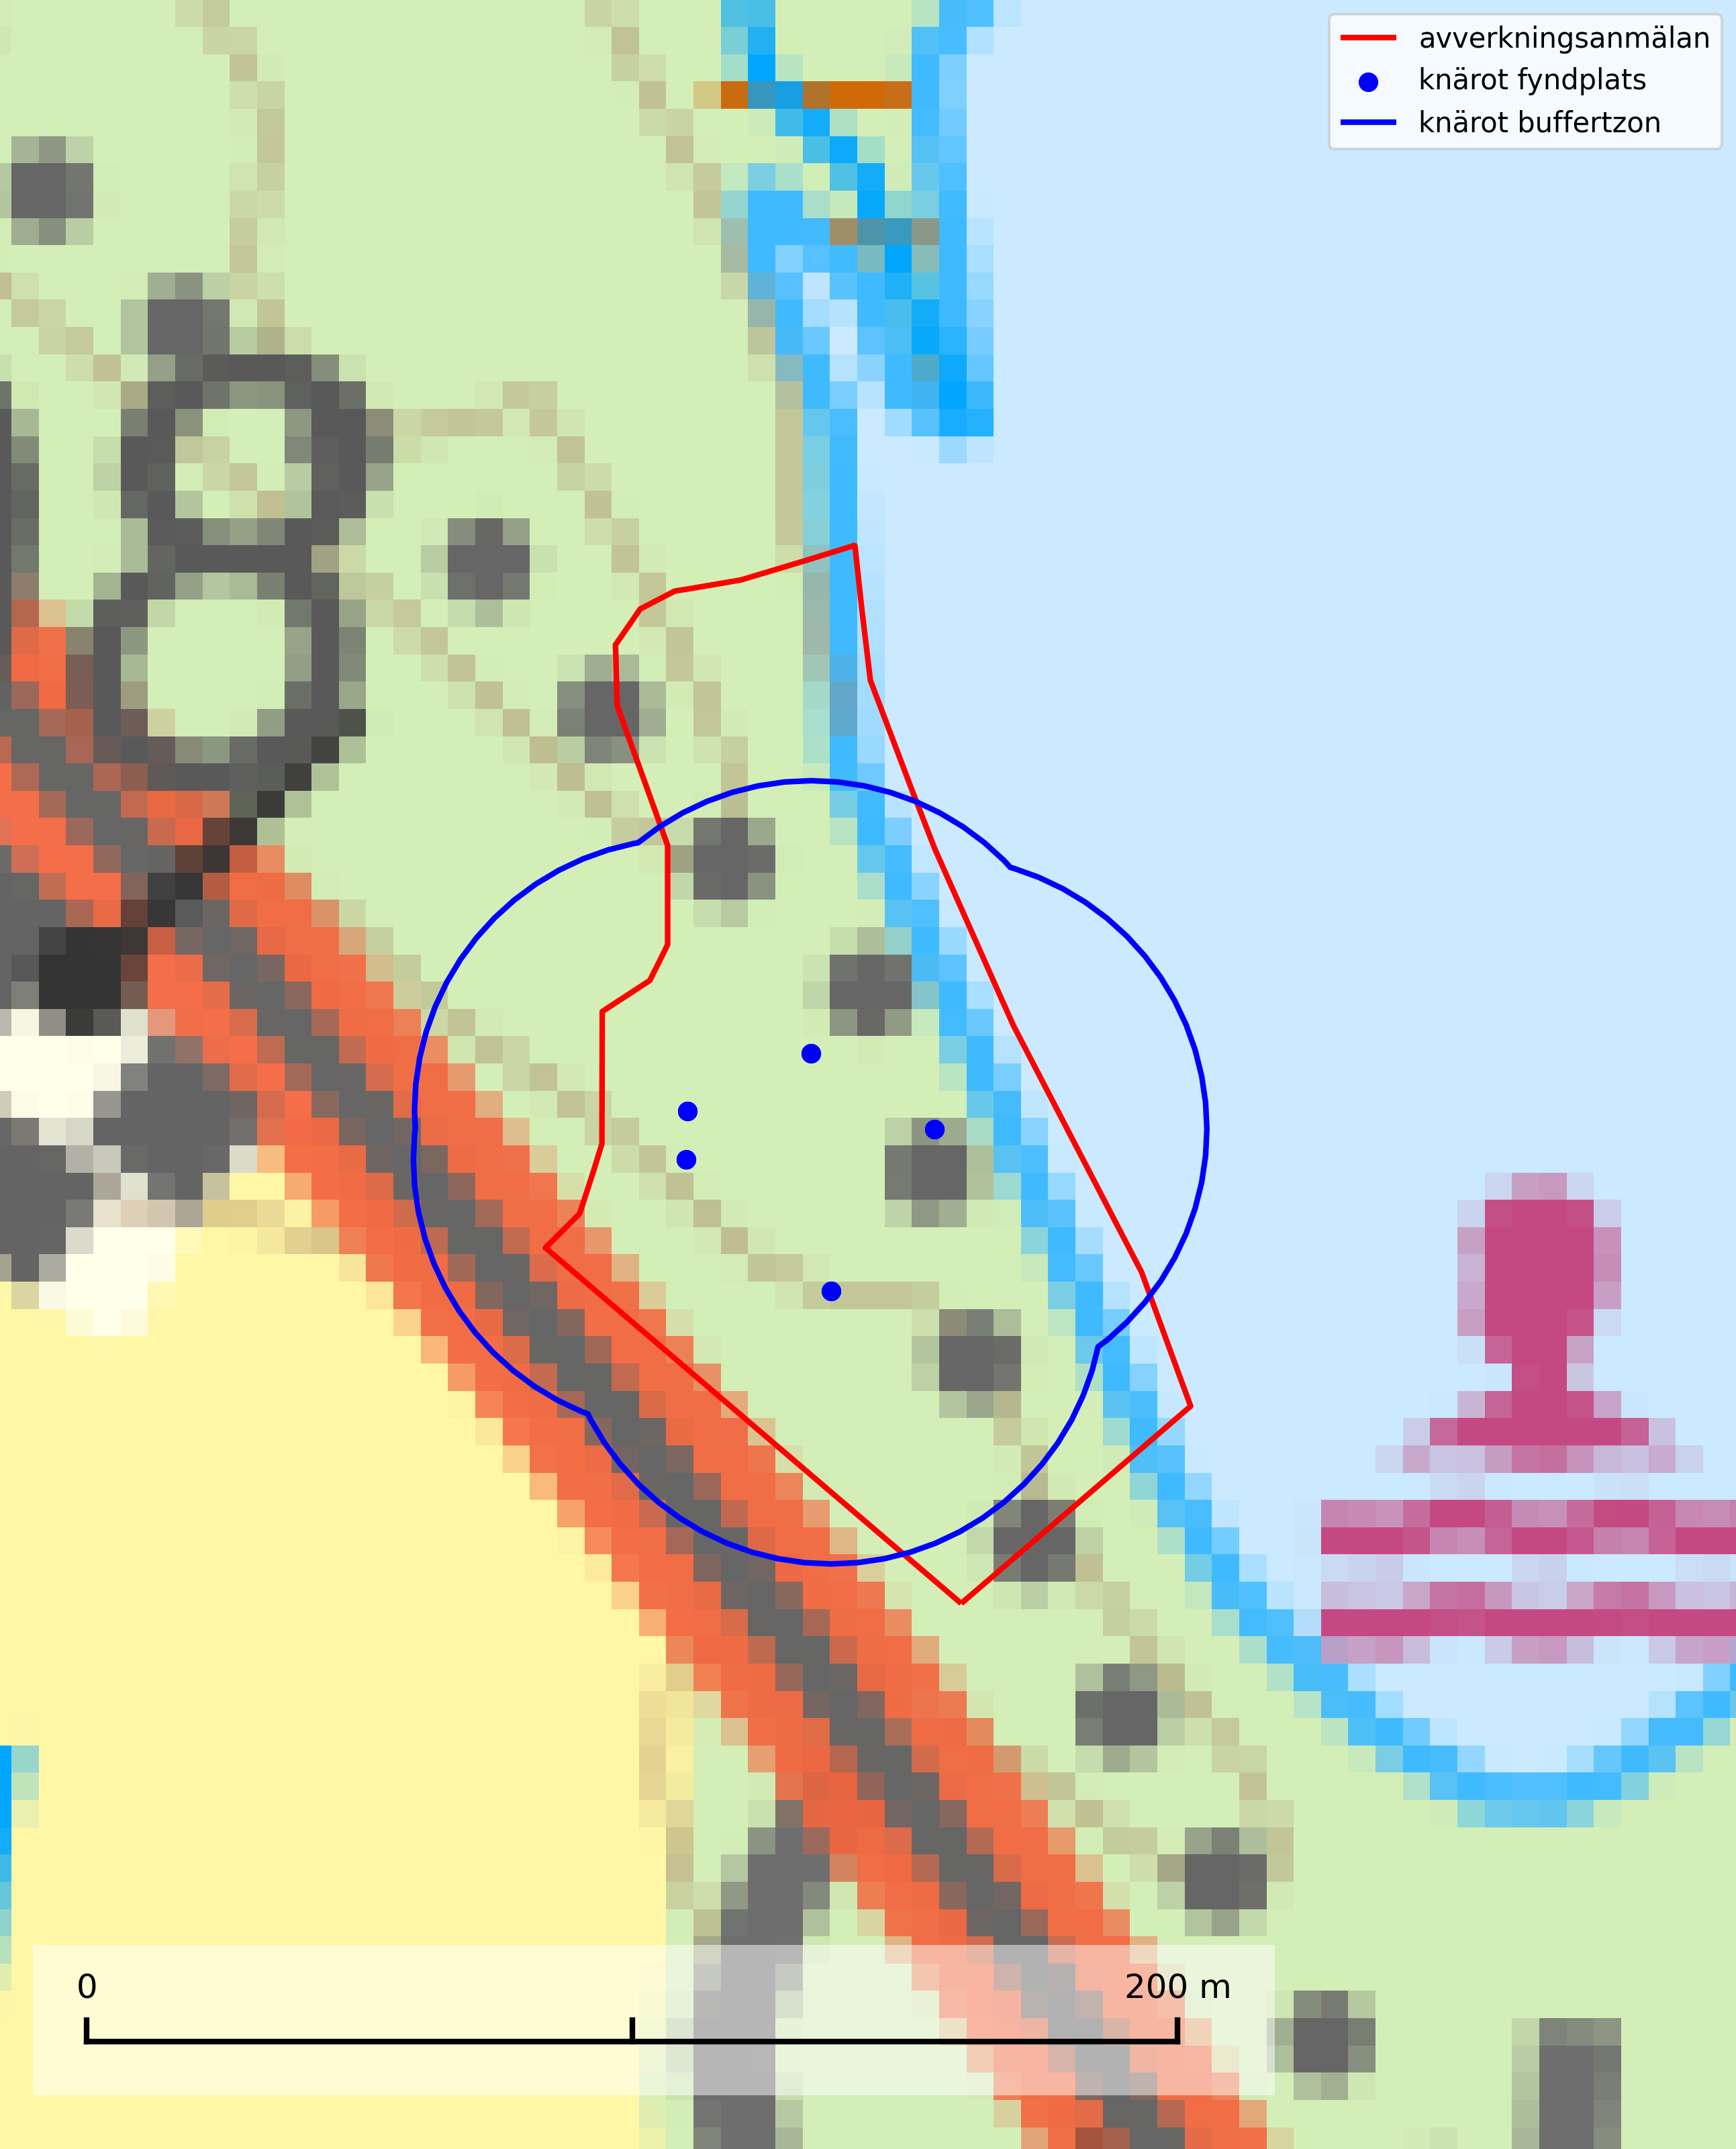 avverkningsanmälan
knärot fyndplats
knärot buffertzon
0
200 m